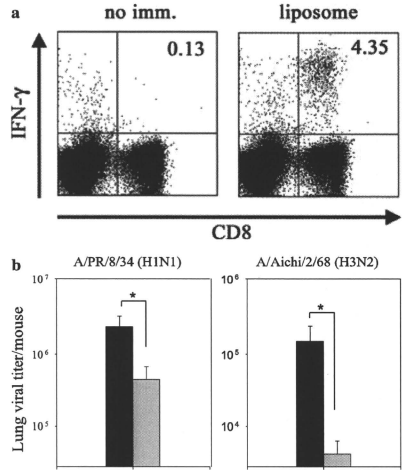 a
no imm.
liposome
0.13
4.35
IFN-γ
CD8
b
A/PR/8/34 (H1N1)
A/Aichi/2/68 (H3N2)
Lung viral titer/mouse
10⁷
10⁶
10⁵
*
10⁶
10⁵
10⁴
*